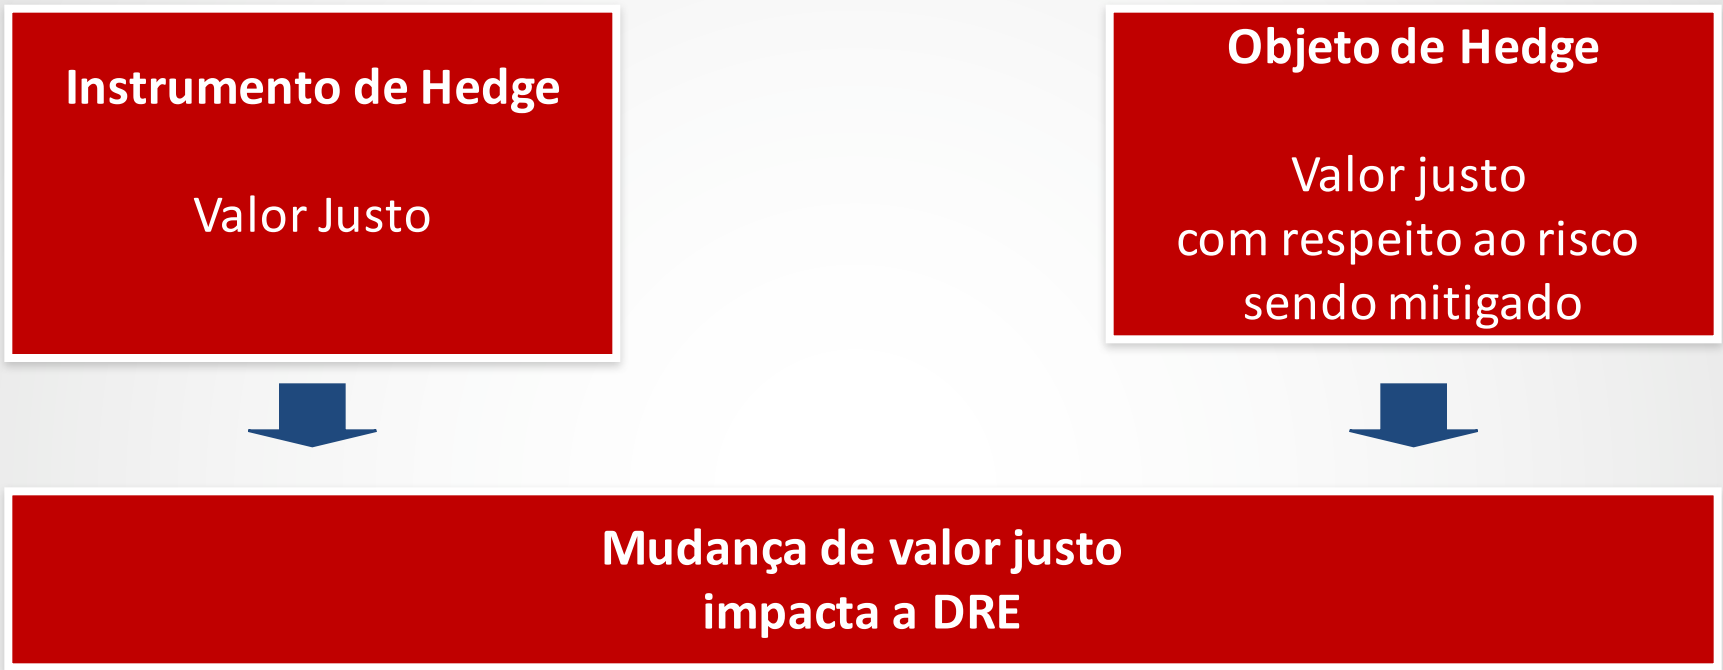 Instrumento de Hedge
Valor Justo
Objeto de Hedge
Valor justo
com respeito ao risco
sendo mitigado
Mudança de valor justo
impacta a DRE